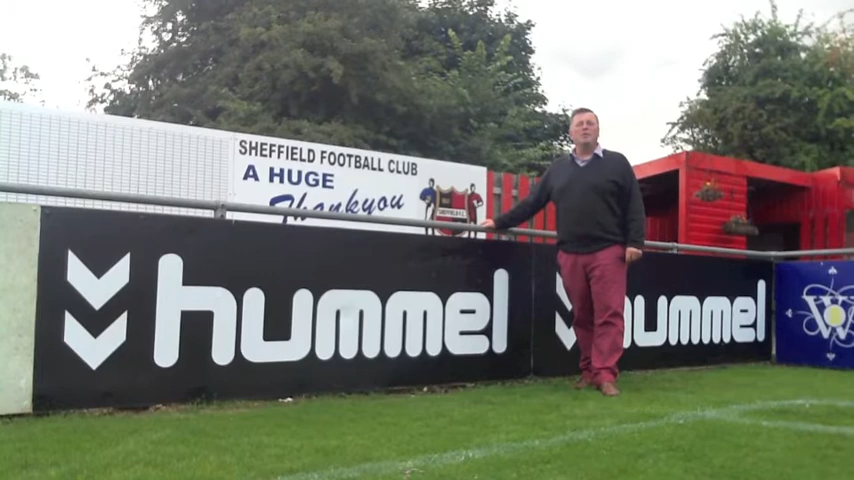 SHEFFIELD FOOTBALL CLUB
A HUGE
Thankyou
hummel
hummel
W